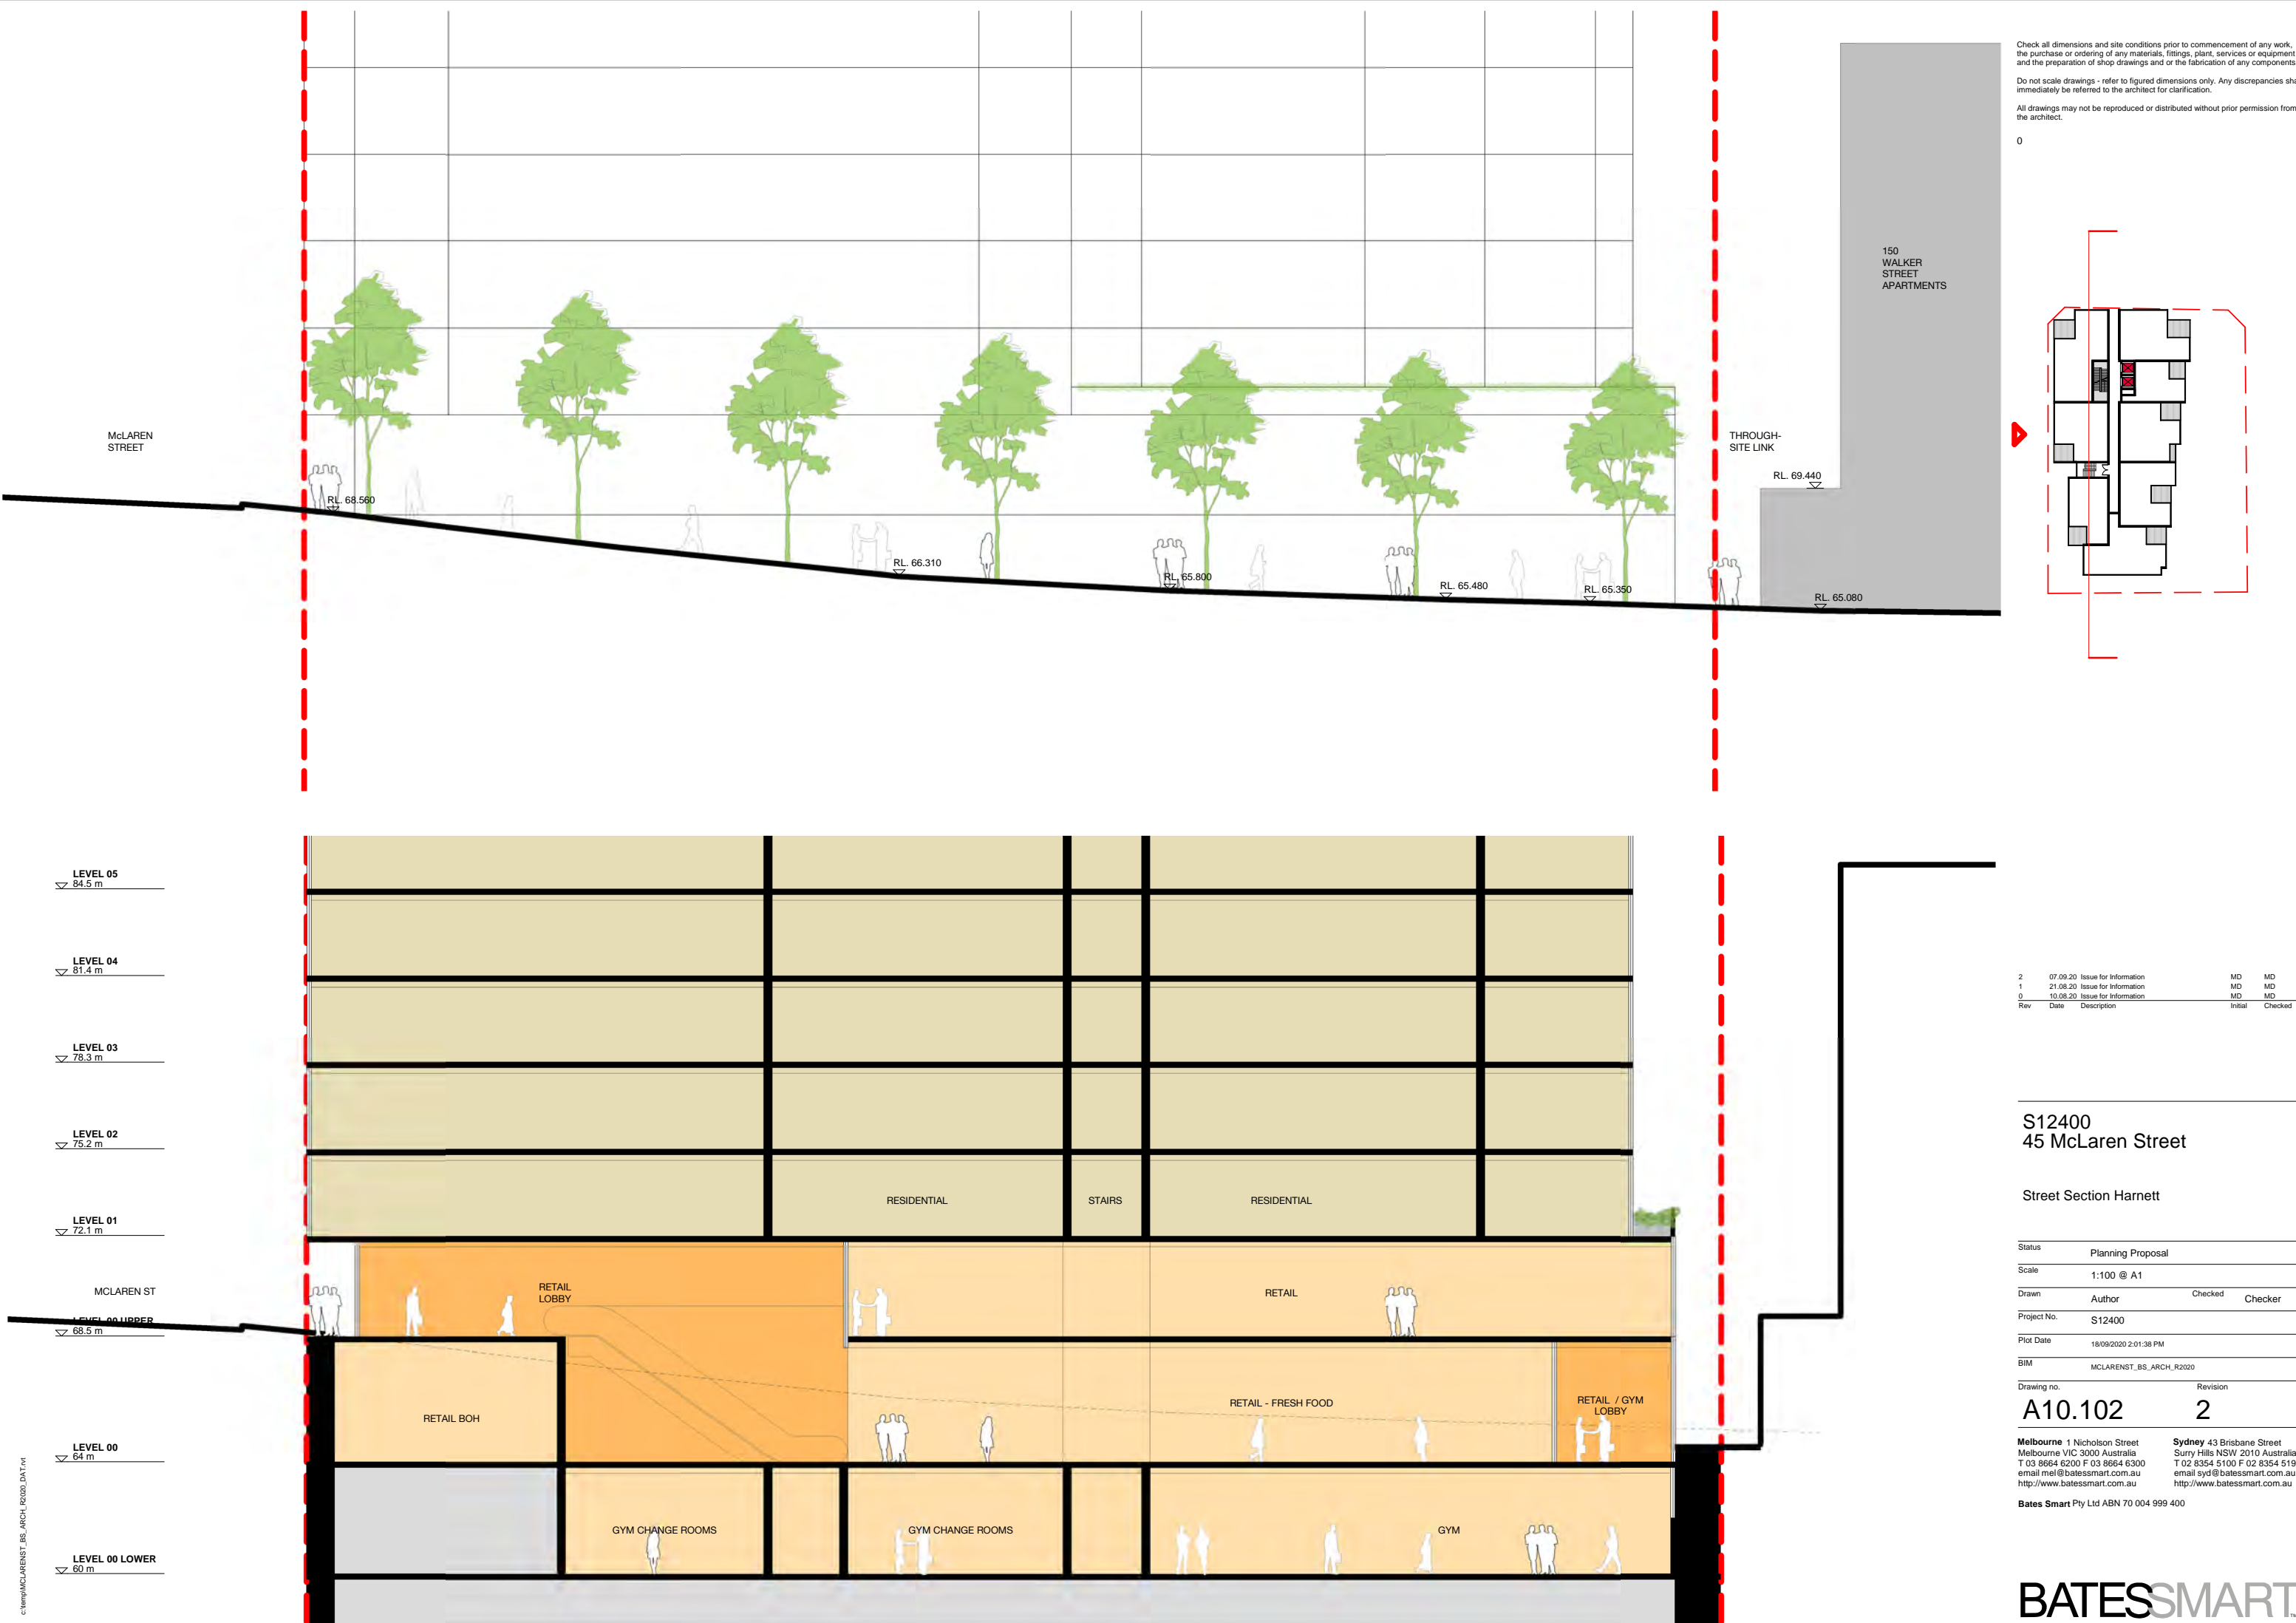 Check all dimensions and site conditions prior to commencement of any work,
the purchase or ordering of any materials, fittings, plant, services or equipment
and the preparation of shop drawings and or the fabrication of any components
Do not scale drawings - refer to figured dimensions only. Any discrepancies sha
immediately be referred to the architect for clarification.
All drawings may not be reproduced or distributed without prior permission from
the architect.
0
150
WALKER
STREET
APARTMENTS
McLAREN
STREET
THROUGH-
SITE LINK
RL. 69.440
RL. 68.560
RL. 66.310
RL. 65.800
RL. 65.480
RL. 65.350
RL. 65.080
LEVEL 05
84.5 m
LEVEL 04
81.4 m
LEVEL 03
78.3 m
LEVEL 02
75.2 m
LEVEL 01
72.1 m
MCLAREN ST
LEVEL 00 UPPER
68.5 m
LEVEL 00
64 m
LEVEL 00 LOWER
60 m
RESIDENTIAL
STAIRS
RESIDENTIAL
RETAIL
LOBBY
RETAIL
RETAIL BOH
RETAIL - FRESH FOOD
RETAIL / GYM
LOBBY
GYM CHANGE ROOMS
GYM CHANGE ROOMS
GYM
c:\temp\MCLARENST_BS_ARCH_R2020_DAT.rvt
2 07.09.20 Issue for Information MD MD
1 21.08.20 Issue for Information MD MD
0 10.08.20 Issue for Information MD MD
Rev Date Description Initial Checked
S12400
45 McLaren Street
Street Section Harnett
Status Planning Proposal
Scale 1:100 @ A1
Drawn Author Checked Checker
Project No. S12400
Plot Date 18/09/2020 2:01:38 PM
BIM MCLARENST_BS_ARCH_R2020
Drawing no. Revision
A10.102 2
Melbourne 1 Nicholson Street
Melbourne VIC 3000 Australia
T 03 8664 6200 F 03 8664 6300
email mel@batessmart.com.au
http://www.batessmart.com.au
Sydney 43 Brisbane Street
Surry Hills NSW 2010 Australia
T 02 8354 5100 F 02 8354 519
email syd@batessmart.com.au
http://www.batessmart.com.au
Bates Smart Pty Ltd ABN 70 004 999 400
BATESSMART.